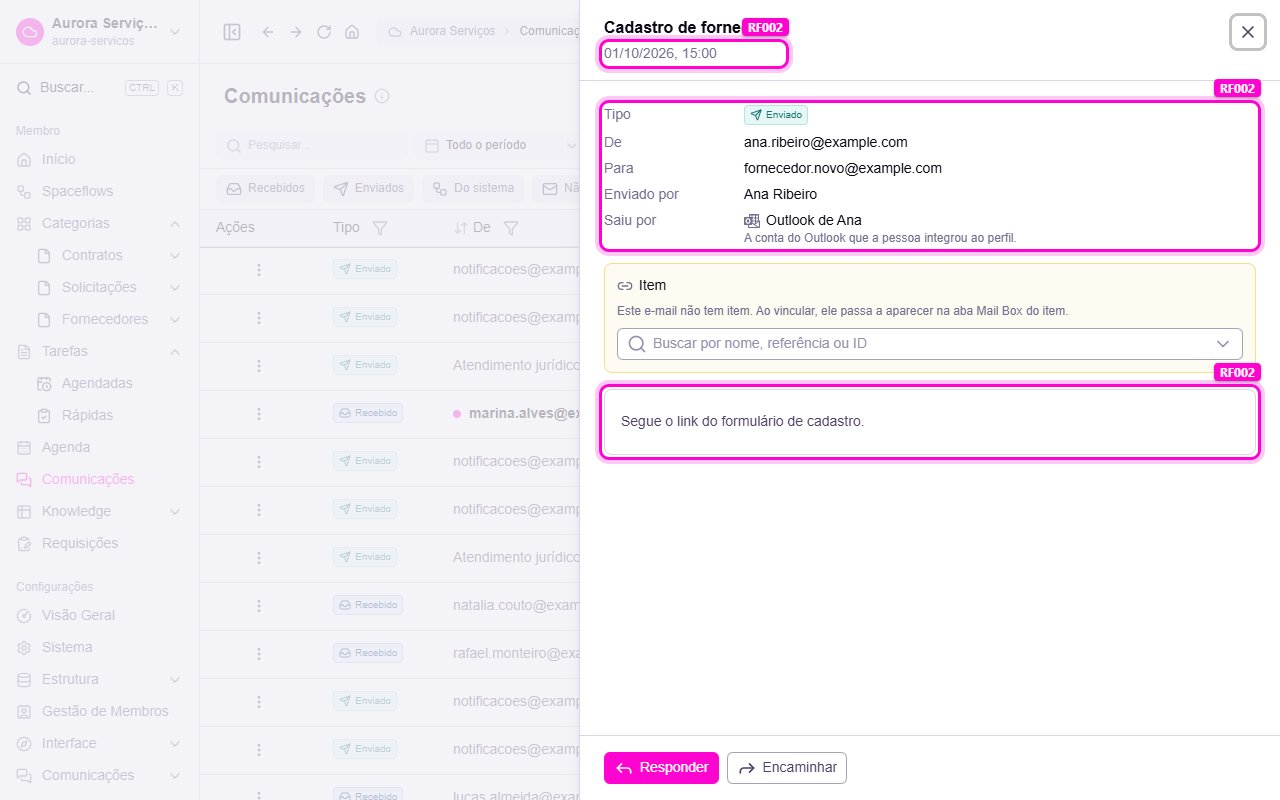 Aurora Serviç...
aurora-servicos
Buscar...
CTRL
K
Membro
Início
Spaceflows
Categorias
Contratos
Solicitações
Fornecedores
Tarefas
Agendadas
Rápidas
Agenda
Comunicações
Knowledge
Requisições
Configurações
Visão Geral
Sistema
Estrutura
Gestão de Membros
Interface
Comunicações
Aurora Serviços
Comunicaç
Comunicações
Pesquisar...
Todo o período
Recebidos
Enviados
Do sistema
Nã
Ações
Tipo
De
Enviado
notificacoes@examp
Enviado
notificacoes@examp
Enviado
Atendimento jurídico
Recebido
marina.alves@ex
Enviado
notificacoes@examp
Enviado
notificacoes@examp
Enviado
Atendimento jurídico
Recebido
natalia.couto@exam
Recebido
rafael.monteiro@exa
Enviado
notificacoes@examp
Enviado
notificacoes@examp
Recebido
lucas.almeida@exam
Cadastro de forne
RF002
01/10/2026, 15:00
RF002
Tipo
Enviado
De
ana.ribeiro@example.com
Para
fornecedor.novo@example.com
Enviado por
Ana Ribeiro
Saiu por
Outlook de Ana
A conta do Outlook que a pessoa integrou ao perfil.
Item
Este e-mail não tem item. Ao vincular, ele passa a aparecer na aba Mail Box do item.
Buscar por nome, referência ou ID
RF002
Segue o link do formulário de cadastro.
Responder
Encaminhar